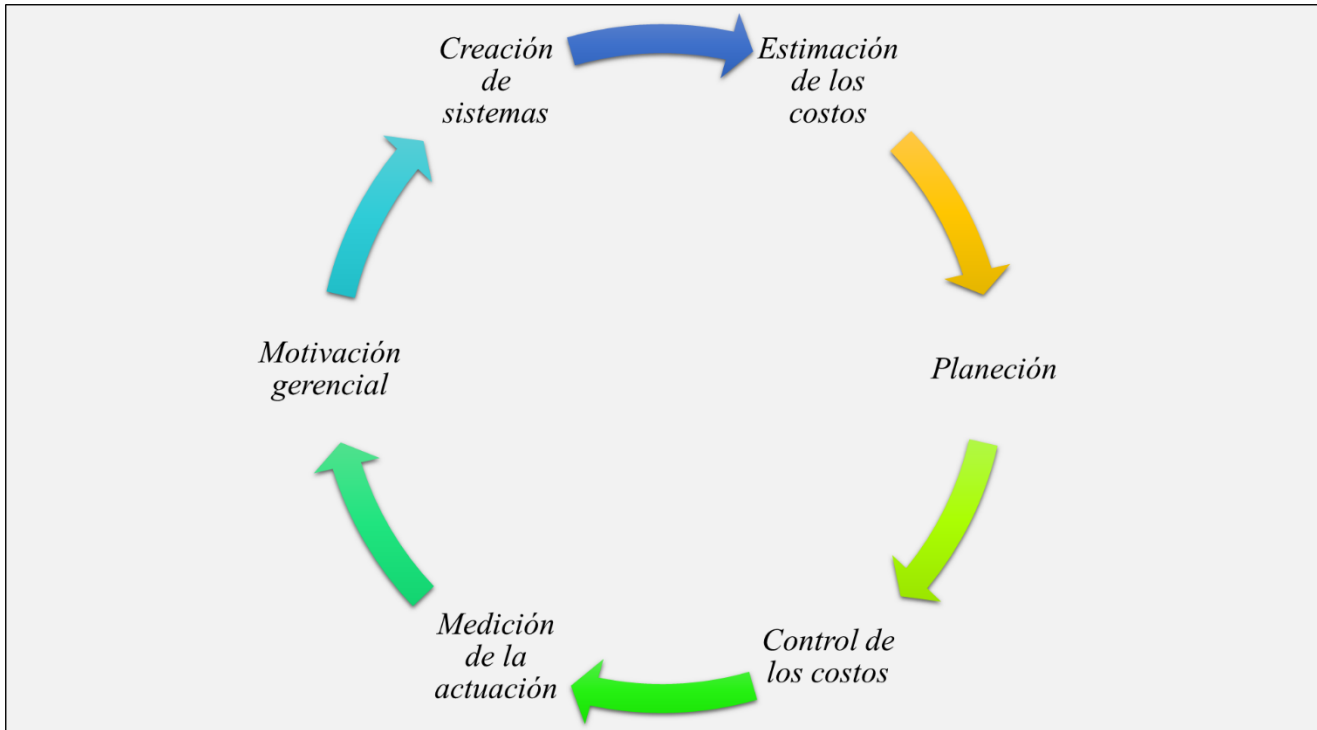 Creación
de
sistemas
Estimación
de los
costos
Planeción
Control de
los costos
Medición
de la
actuación
Motivación
gerencial